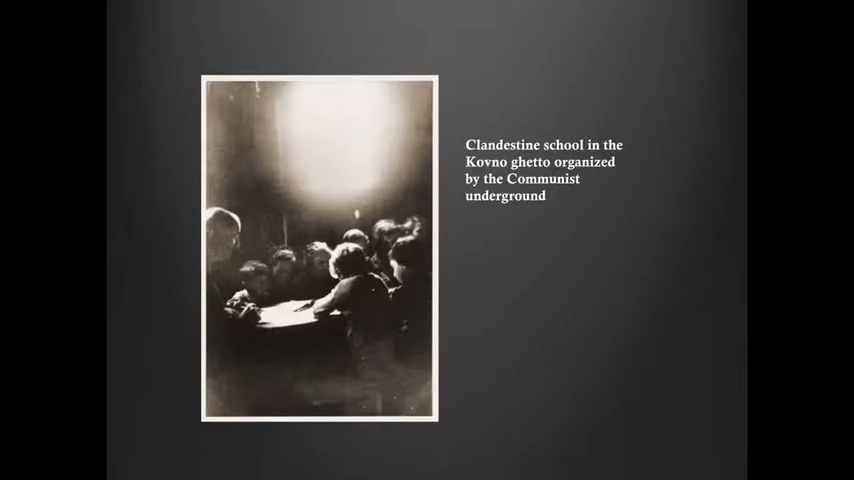 Clandestine school in the
Kovno ghetto organized
by the Communist
underground